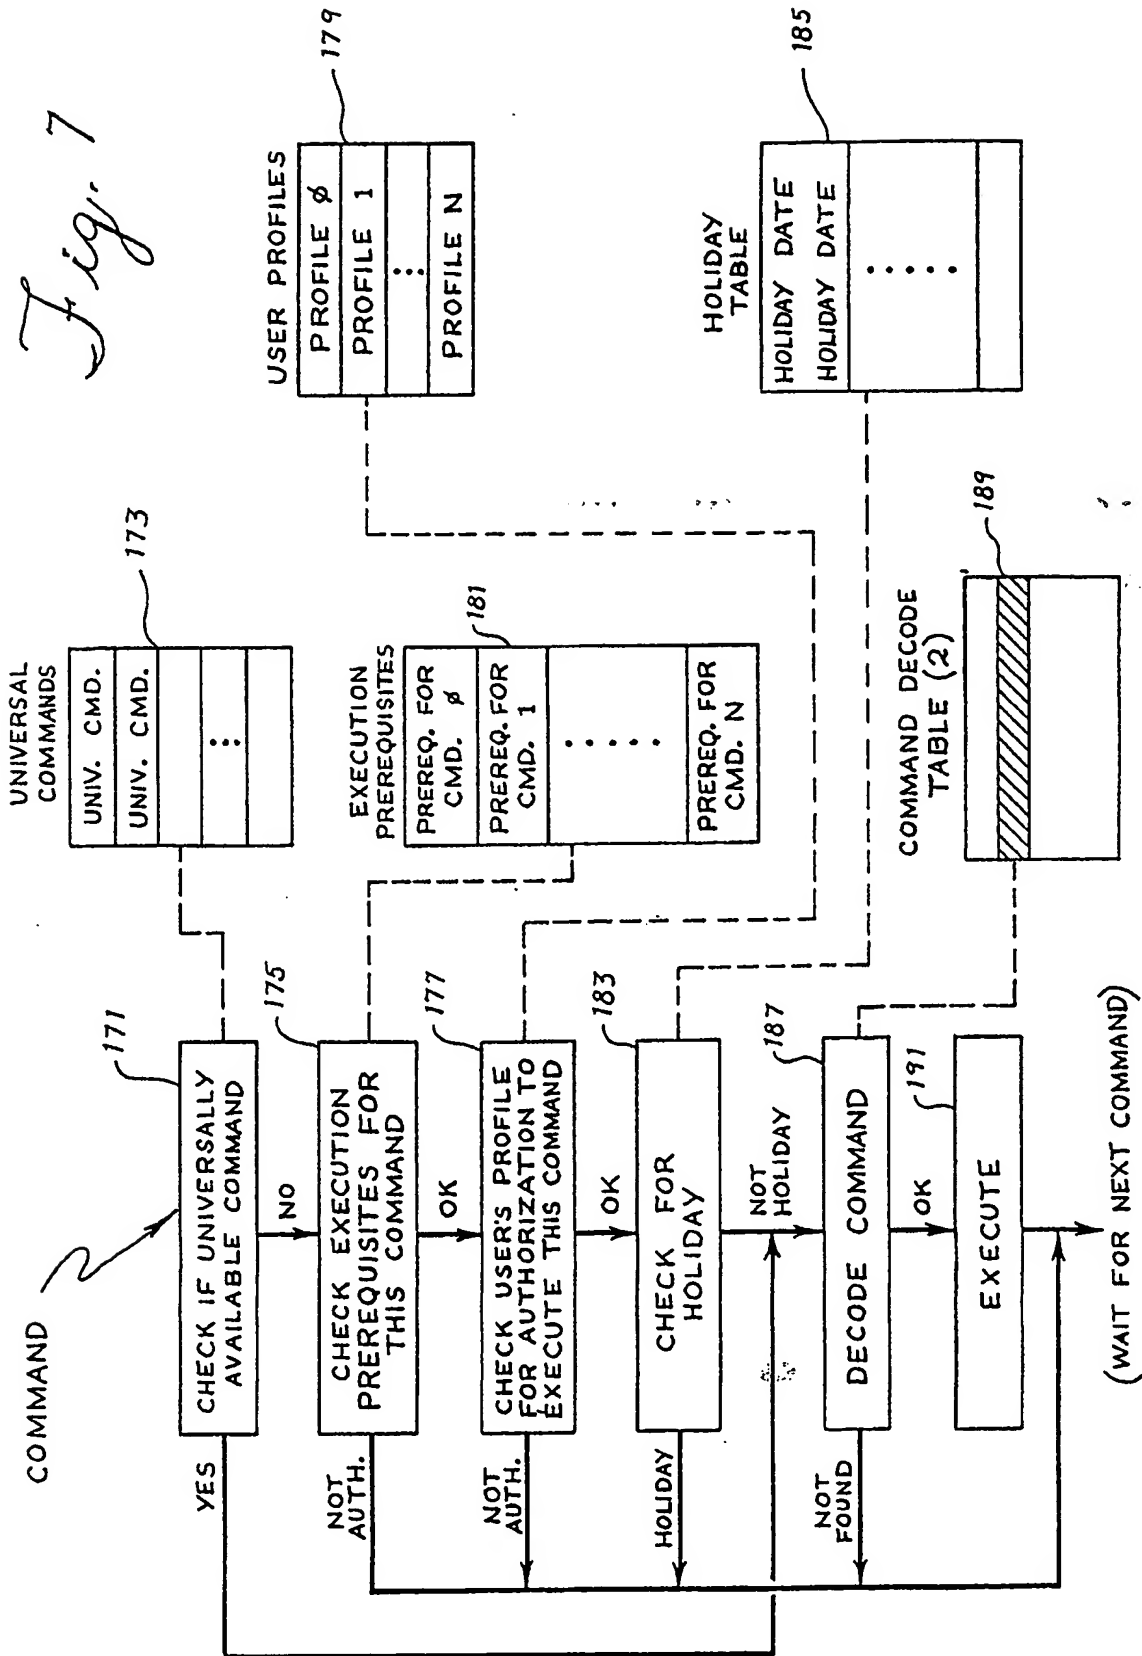 Fig. 7
COMMAND
171
CHECK IF UNIVERSALLY
AVAILABLE COMMAND
YES
NO
UNIVERSAL
COMMANDS
UNIV. CMD.
UNIV. CMD.
173
175
CHECK EXECUTION
PREREQUISITES FOR
THIS COMMAND
NOT
AUTH.
OK
EXECUTION
PREREQUISITES
PREREQ. FOR
CMD. ϕ
PREREQ. FOR
CMD. 1
PREREQ. FOR
CMD. N
181
177
CHECK USER'S PROFILE
FOR AUTHORIZATION TO
EXECUTE THIS COMMAND
NOT
AUTH.
OK
USER PROFILES
PROFILE ϕ
PROFILE 1
PROFILE N
179
183
CHECK FOR
HOLIDAY
HOLIDAY
NOT
HOLIDAY
HOLIDAY
TABLE
HOLIDAY DATE
HOLIDAY DATE
185
187
DECODE COMMAND
NOT
FOUND
OK
COMMAND DECODE
TABLE (2)
189
191
EXECUTE
(WAIT FOR NEXT COMMAND)